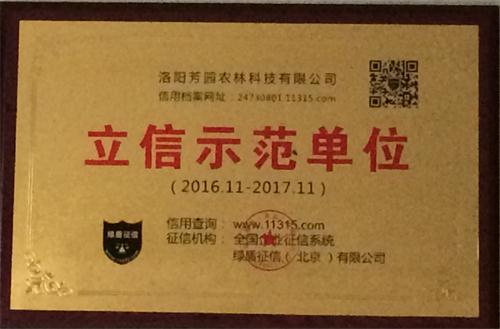 洛阳芳园农林科技有限公司
信用档案网址：24730801.11315.com
立信示范单位
(2016.11-2017.11)
绿盾征信
信用查询：www.11315.com
征信机构：全国企业征信系统
绿盾征信（北京）有限公司